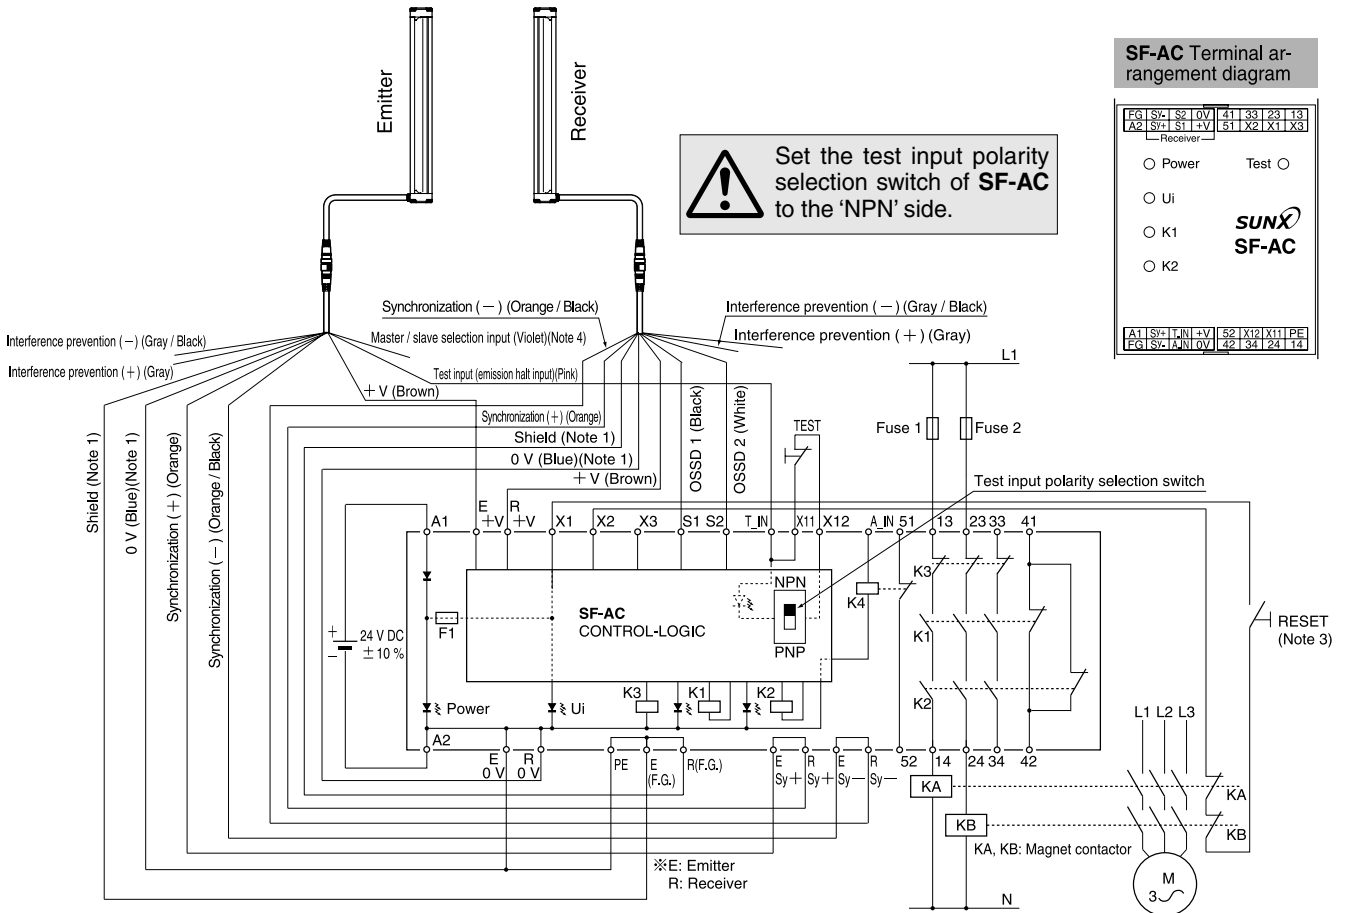 Emitter
Receiver
Set the test input polarity
selection switch of SF-AC
to the ‘NPN’ side.
SF-AC Terminal ar-
rangement diagram
FG Sy- S2 0V 41 33 23 13
A2 Sy+ S1 +V 51 X2 X1 X3
Receiver
Power
Test
Ui
K1
K2
SUNX
SF-AC
A1 Sy+ T_IN +V 52 X12 X11 PE
FG Sy- A_IN 0V 42 34 24 14
Synchronization (－) (Orange / Black)
Interference prevention (－) (Gray / Black)
Interference prevention (＋) (Gray)
Interference prevention (－) (Gray / Black)
Interference prevention (＋) (Gray)
Master / slave selection input (Violet)(Note 4)
Test input (emission halt input)(Pink)
＋V (Brown)
Synchronization (＋) (Orange)
Shield (Note 1)
0 V (Blue)(Note 1)
＋V (Brown)
Shield (Note 1)
0 V (Blue)(Note 1)
Synchronization (＋) (Orange)
Synchronization (－) (Orange / Black)
OSSD 1 (Black)
OSSD 2 (White)
TEST
L1
Fuse 1
Fuse 2
Test input polarity selection switch
A1
E
+V
R
+V
X1
X2
X3
S1
S2
T_IN
X11
X12
A_IN
51
13
23
33
41
NPN
PNP
SF-AC
CONTROL-LOGIC
F1
＋
－
24 V DC
±10 %
K4
K3
K1
K2
Power
Ui
K3
K1
K2
RESET
(Note 3)
A2
E
0 V
R
0 V
PE
E
(F.G.)
R(F.G.)
E
Sy＋
R
Sy＋
E
Sy－
R
Sy－
52
14
24
34
42
L1 L2 L3
KA
KB
KA
KB
KA, KB: Magnet contactor
※E: Emitter
R: Receiver
M
3
N